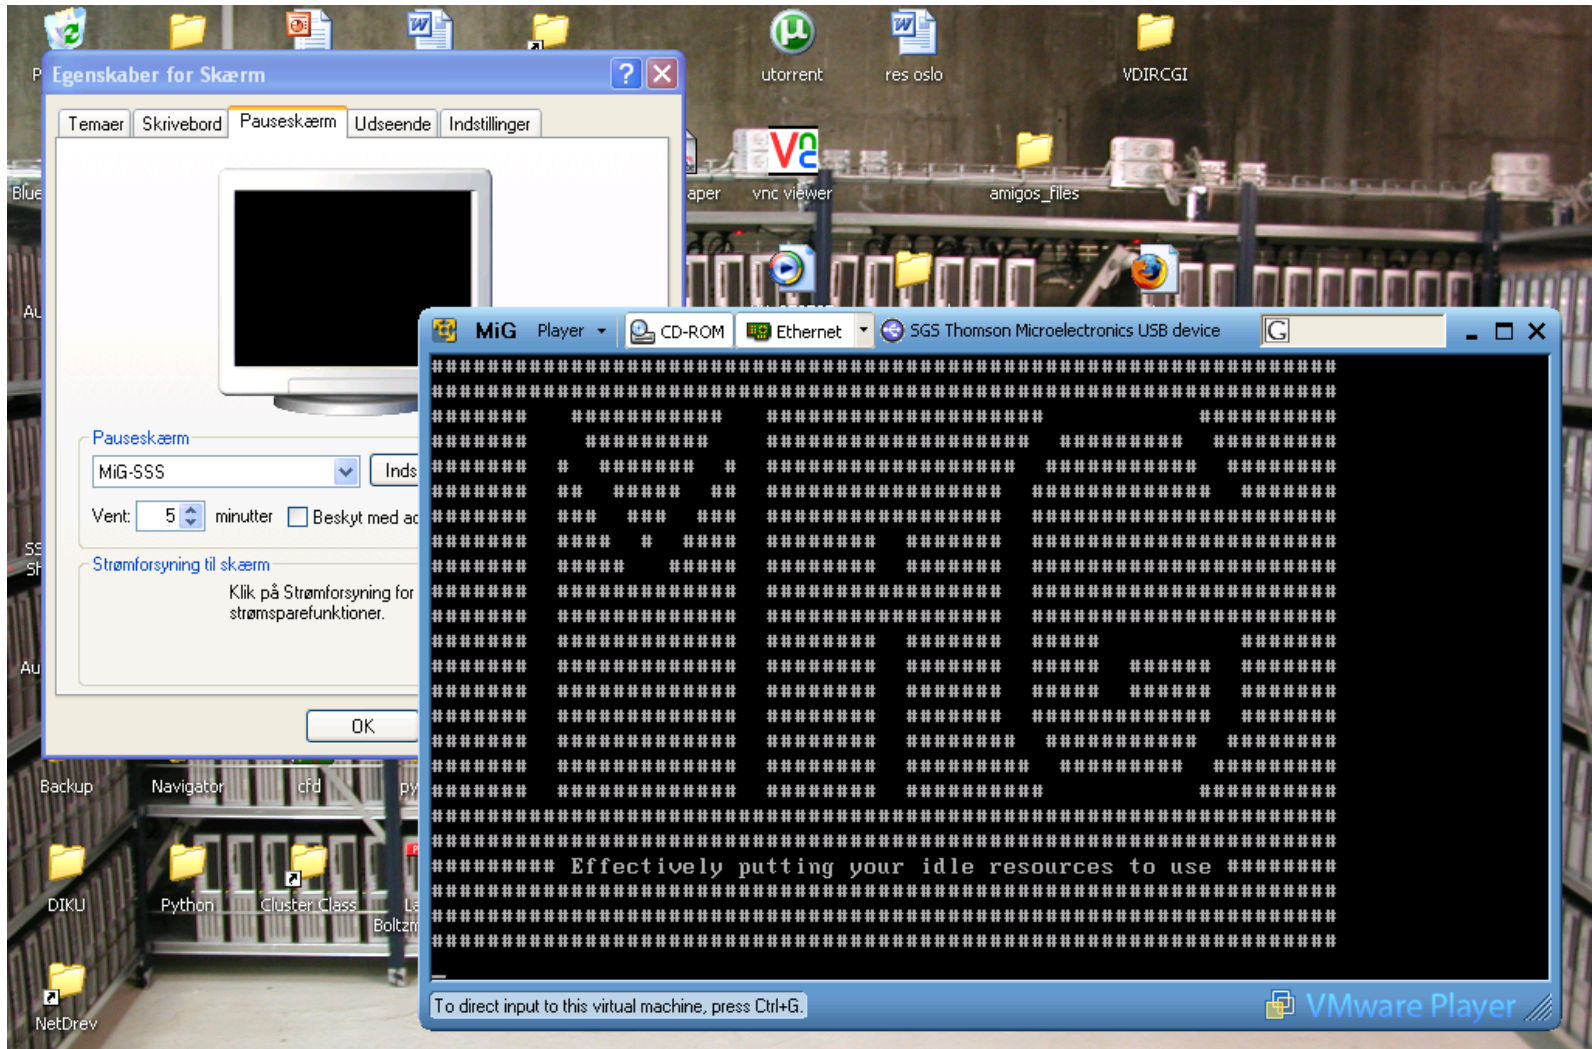 utorrent
res oslo
VDIRCGI
Egenskaber for Skærm
Temaer Skrivebord Pauseskærm Udseende Indstillinger
vnc viewer
amigos_files
Pauseskærm
MiG-SSS
Vent: 5 minutter Beskyt med
Strømforsyning til skærm
Klik på Strømforsyning for
strømsparefunktioner.
OK
MiG Player CD-ROM Ethernet SGS Thomson Microelectronics USB device
MiG
Effectively putting your idle resources to use
To direct input to this virtual machine, press Ctrl+G.
VMware Player
Backup
Navigator
cfd
DIKU
Python
Cluster Class
NetDrev